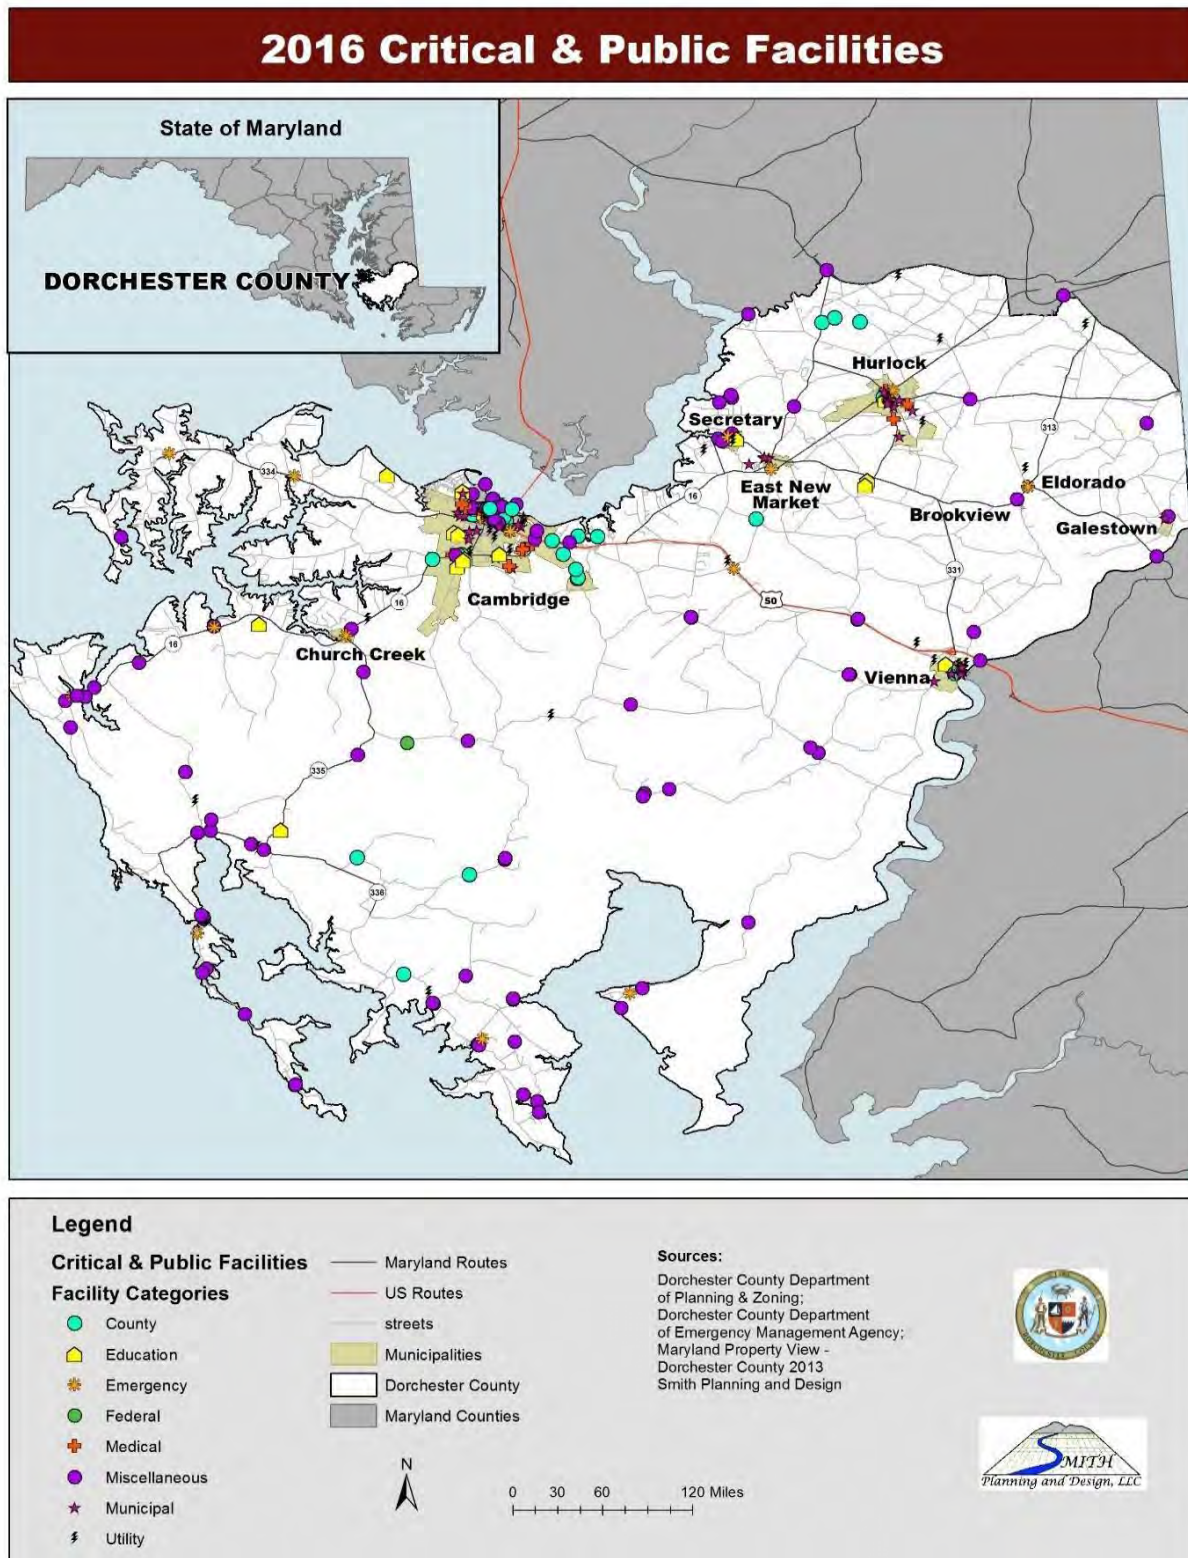 2016 Critical & Public Facilities
State of Maryland
DORCHESTER COUNTY
Hurlock
Secretary
313
334
16
East New
Market
Eldorado
Brookview
Galestown
331
50
Cambridge
16
Church Creek
16
Vienna
335
336
Legend
Critical & Public Facilities
Facility Categories
County
Education
Emergency
Federal
Medical
Miscellaneous
Municipal
Utility
Maryland Routes
US Routes
streets
Municipalities
Dorchester County
Maryland Counties
N
0 30 60 120 Miles
Sources:
Dorchester County Department
of Planning & Zoning;
Dorchester County Department
of Emergency Management Agency;
Maryland Property View -
Dorchester County 2013
Smith Planning and Design
DORCHESTER COUNTY
SMITH
Planning and Design, LLC